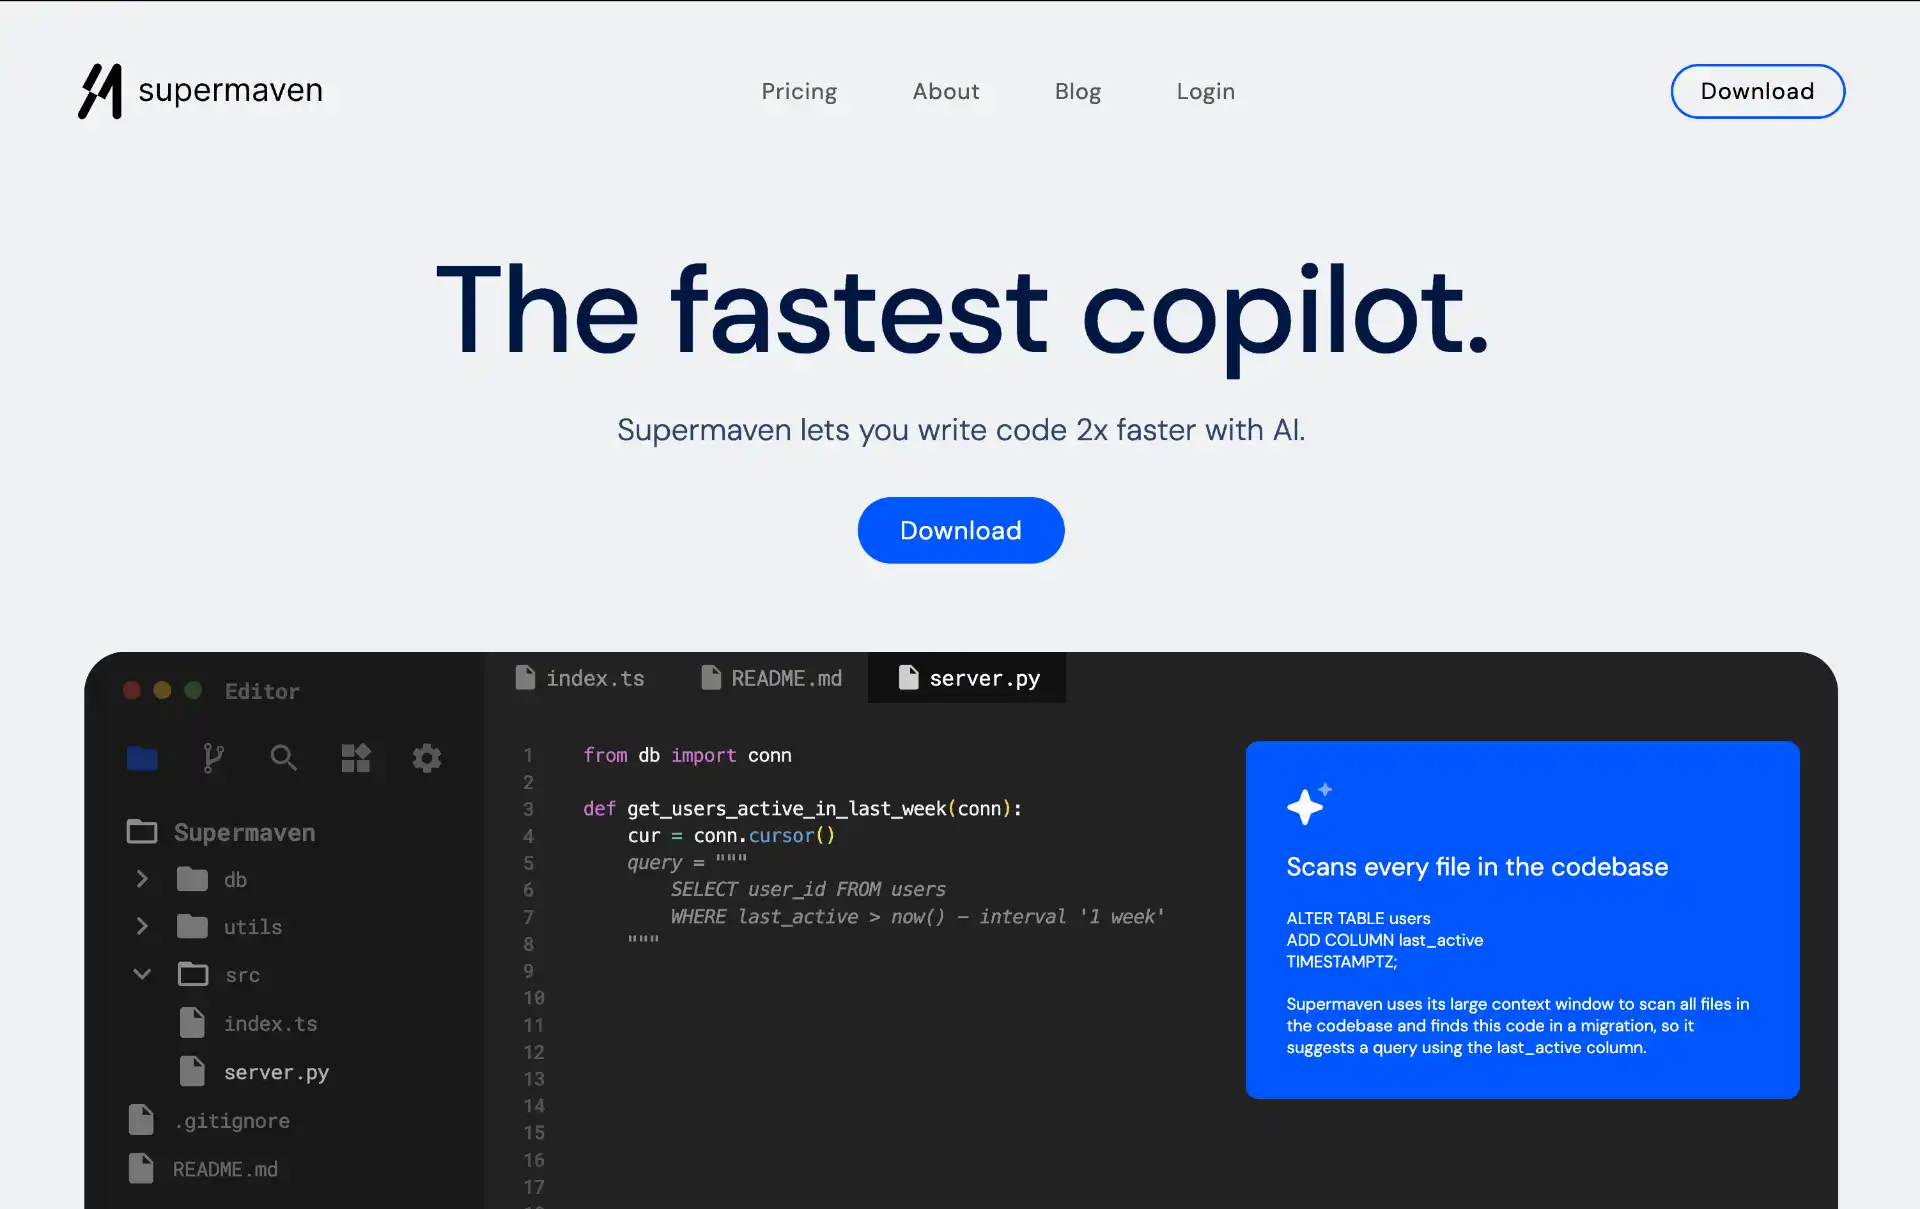 supermaven
Pricing
About
Blog
Login
Download
The fastest copilot.
Supermaven lets you write code 2x faster with AI.
Download
Editor
Supermaven
db
utils
src
index.ts
server.py
.gitignore
README.md
index.ts
README.md
server.py
1 from db import conn
2
3 def get_users_active_in_last_week(conn):
4 cur = conn.cursor()
5 query = """
6 SELECT user_id FROM users
7 WHERE last_active > now() - interval '1 week'
8 """
9
10
11
12
13
14
15
16
17
Scans every file in the codebase
ALTER TABLE users
ADD COLUMN last_active
TIMESTAMPTZ;
Supermaven uses its large context window to scan all files in
the codebase and finds this code in a migration, so it
suggests a query using the last_active column.